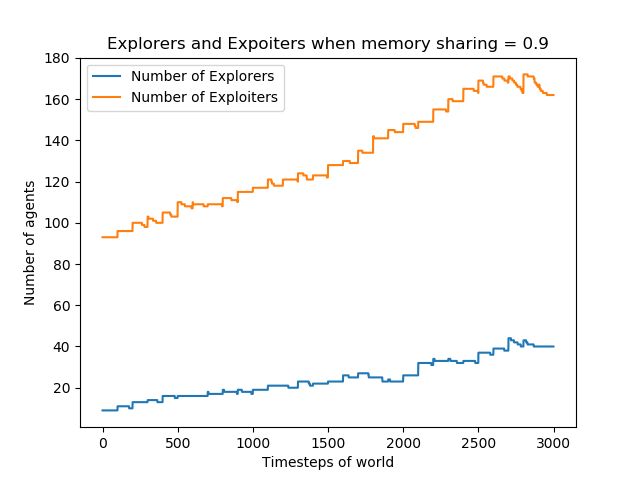 Explorers and Expoiters when memory sharing = 0.9
Number of Explorers
Number of Exploiters
180
160
140
120
100
80
60
40
20
Number of agents
0 500 1000 1500 2000 2500 3000
Timesteps of world